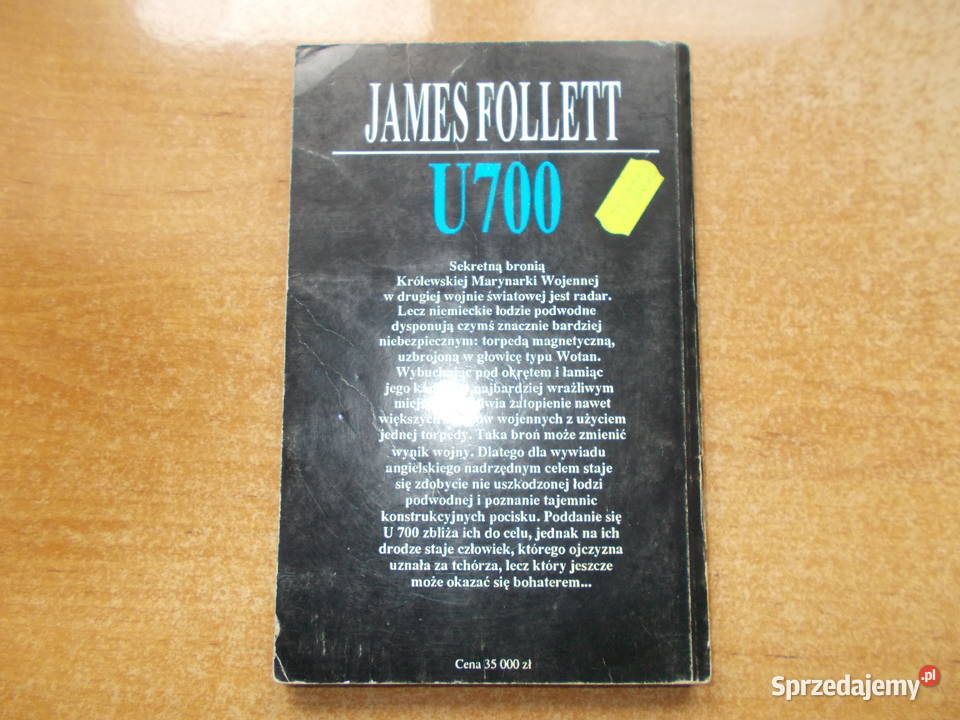 JAMES FOLLETT
U700
Sekretną bronią
Królewskiej Marynarki Wojennej
w drugiej wojnie światowej jest radar.
Lecz niemieckie łodzie podwodne
dysponują czymś znacznie bardziej
niebezpiecznym: torpedą magnetyczną,
uzbrojoną w głowicę typu Wotan.
Wybuchając pod okrętem i łamiąc
jego najbardziej wrażliwym
zatopienie nawet
większych wojennych z użyciem
jednej torpedy. Taka broń może zmienić
wynik wojny. Dlatego dla wywiadu
angielskiego nadrzędnym celem staje
się zdobycie nie uszkodzonej łodzi
podwodnej i poznanie tajemnic
konstrukcyjnych pocisku. Poddanie się
U 700 zbliża ich do celu, jednak na ich
drodze staje człowiek, którego ojczyzna
uznała za tchórza, lecz który jeszcze
może okazać się bohaterem...
Cena 35 000 zł
Sprzedajemy.pl